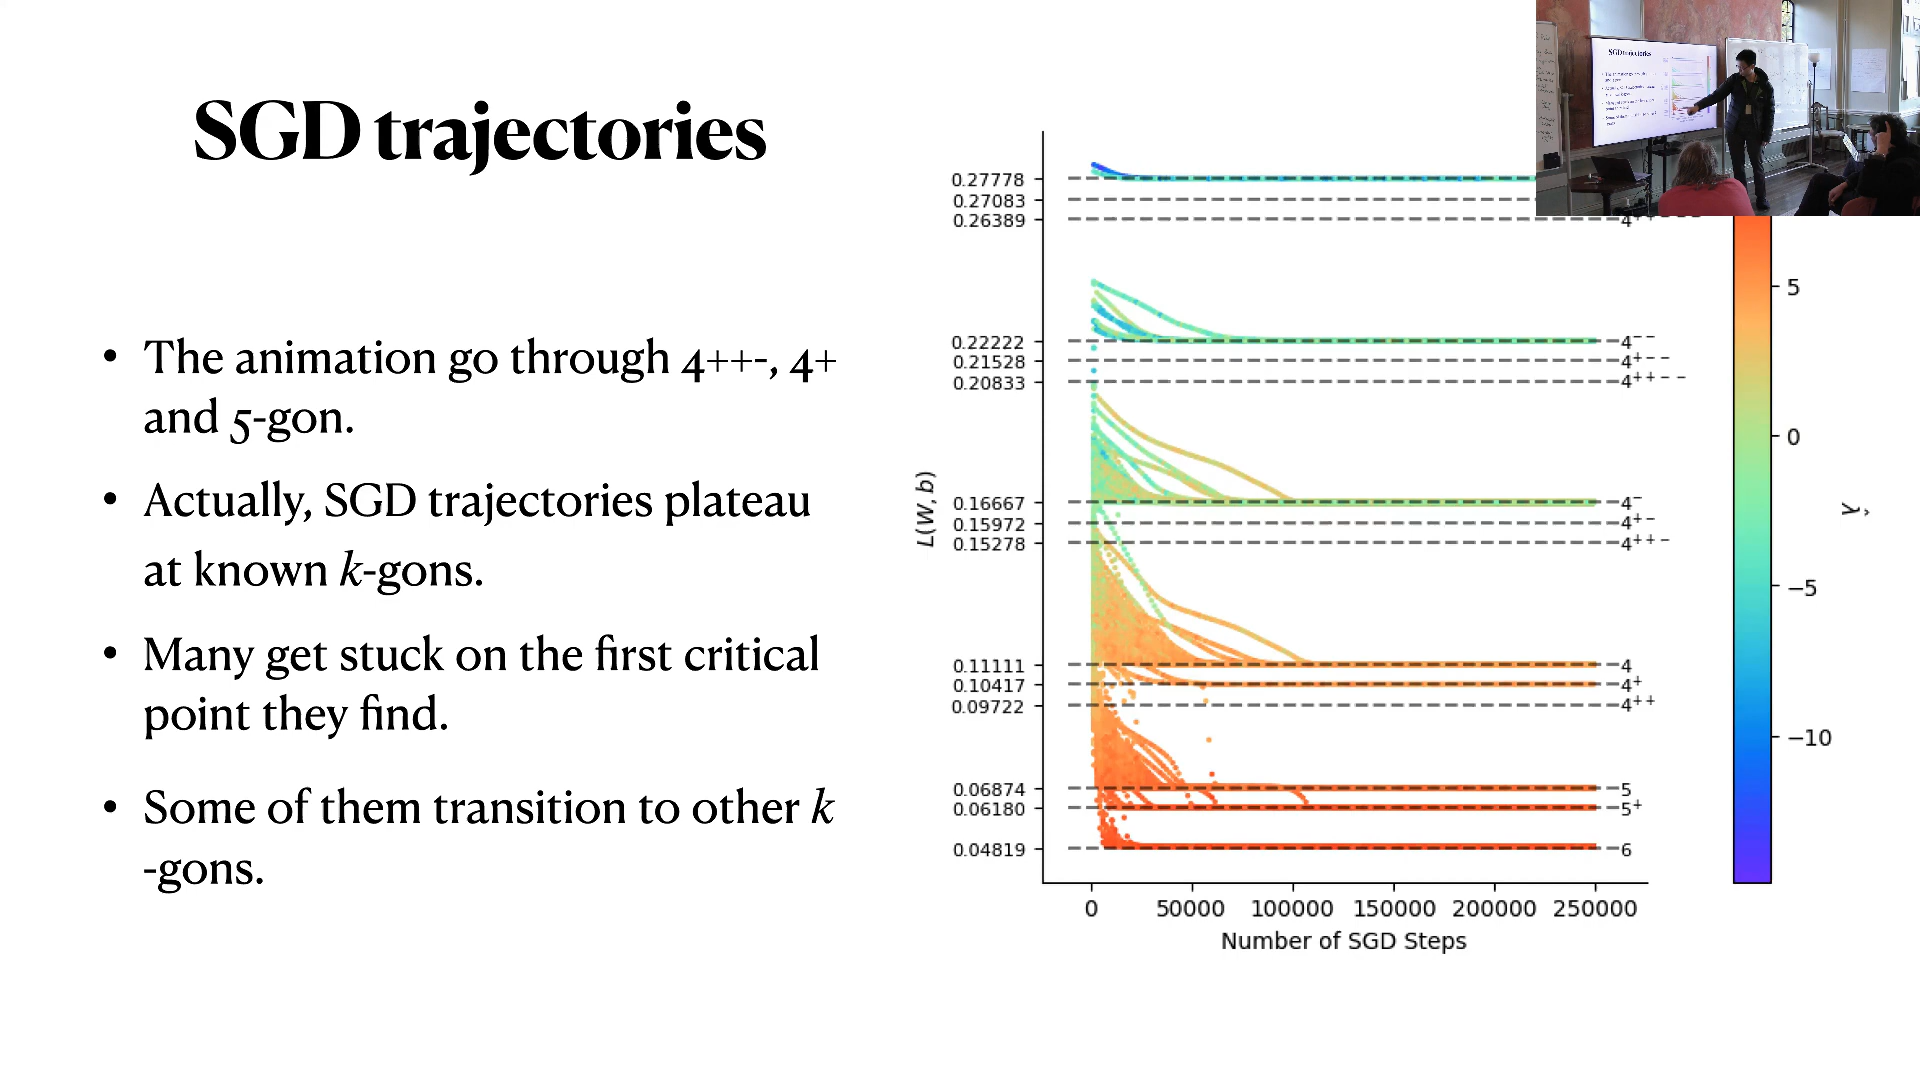 SGD trajectories
• The animation go through 4++-, 4+
and 5-gon.
• Actually, SGD trajectories plateau
at known k-gons.
• Many get stuck on the first critical
point they find.
• Some of them transition to other k
-gons.
L(W, b)
0.27778
0.27083
0.26389
0.22222
0.21528
0.20833
0.16667
0.15972
0.15278
0.11111
0.10417
0.09722
0.06874
0.06180
0.04819
4⁻⁻
4⁺⁻⁻
4⁺⁺⁻⁻
4⁻
4⁺⁻
4⁺⁺⁻
4
4⁺
4⁺⁺
5
5⁺
6
0 50000 100000 150000 200000 250000
Number of SGD Steps
5
0
−5
−10
SGD trajectories